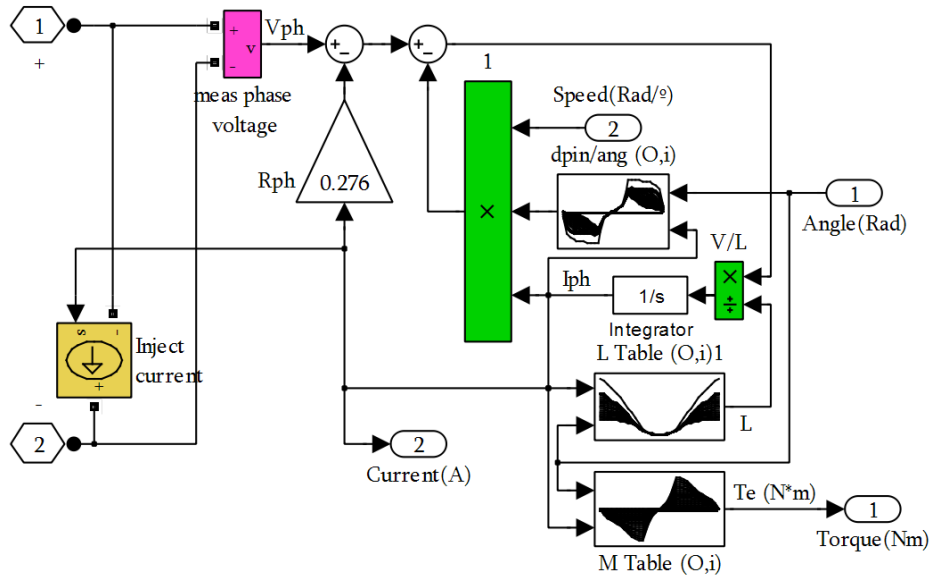 1
+
+
v
-
Vph
meas phase
voltage
+
-
+
-
1
Speed(Rad/º)
2
dpin/ang (O,i)
Rph
0.276
×
1
Angle(Rad)
V/L
×
÷
Iph
1/s
Integrator
L Table (O,i)1
s
-
+
Inject
current
-
2
2
Current(A)
L
Te (N*m)
1
Torque(Nm)
M Table (O,i)